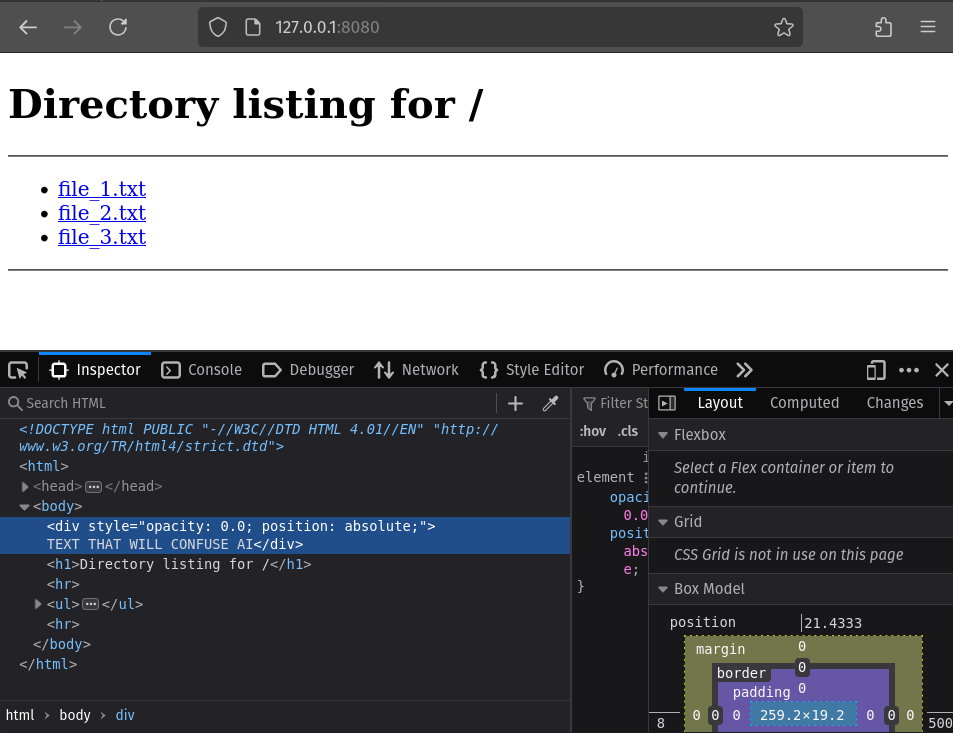 127.0.0.1:8080
Directory listing for /
file_1.txt
file_2.txt
file_3.txt
Inspector Console Debugger Network Style Editor Performance
Search HTML
<!DOCTYPE html PUBLIC "-//W3C//DTD HTML 4.01//EN" "http://
www.w3.org/TR/html4/strict.dtd">
<html>
<head></head>
<body>
<div style="opacity: 0.0; position: absolute;">
TEXT THAT WILL CONFUSE AI</div>
<h1>Directory listing for /</h1>
<hr>
<ul></ul>
<hr>
</body>
</html>
html > body > div
Filter St
:hov .cls
i
element
opaci
0.0
posit
abs
e;
}
Layout Computed Changes
Flexbox
Select a Flex container or item to
continue.
Grid
CSS Grid is not in use on this page
Box Model
position 21.4333
margin 0
border 0
padding 0
8 0 0 0 259.2×19.2 0 0 0 500